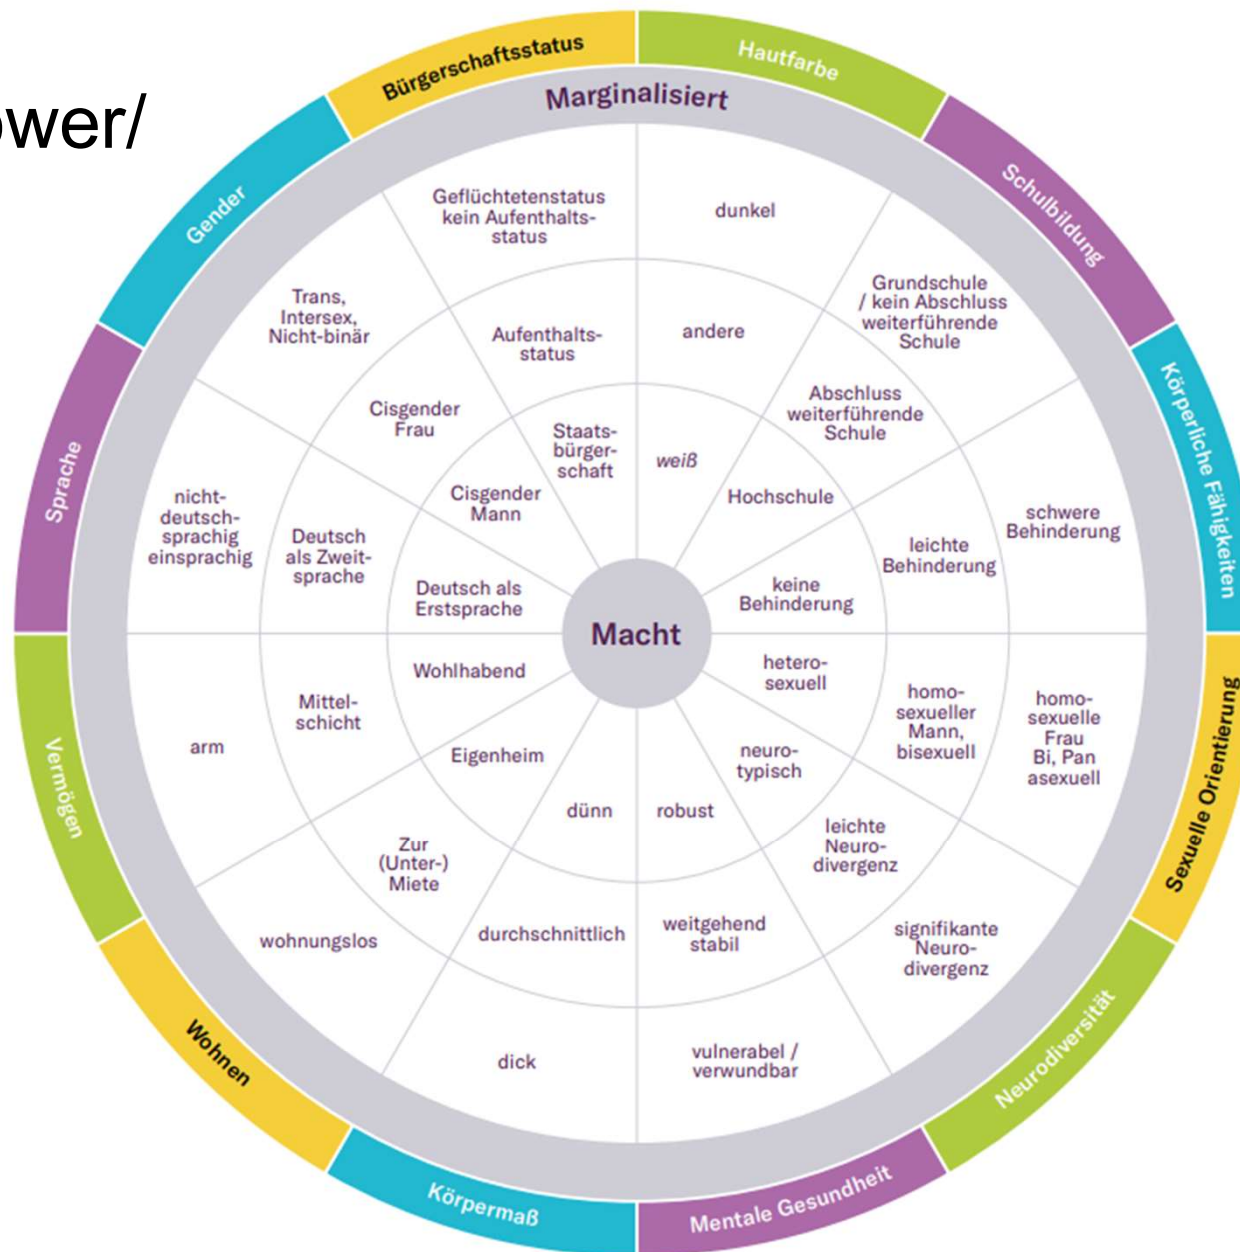 ower/
Bürgerschaftsstatus
Hautfarbe
Schulbildung
Körperliche Fähigkeiten
Sexuelle Orientierung
Neurodiversität
Mentale Gesundheit
Körpermaß
Wohnen
Vermögen
Sprache
Gender
Marginalisiert
Geflüchtetenstatus
kein Aufenthalts-
status
Aufenthalts-
status
Staats-
bürger-
schaft
dunkel
andere
weiß
Grundschule
/ kein Abschluss
weiterführende
Schule
Abschluss
weiterführende
Schule
Hochschule
schwere
Behinderung
leichte
Behinderung
keine
Behinderung
homo-
sexuelle
Frau
Bi, Pan
asexuell
homo-
sexueller
Mann,
bisexuell
hetero-
sexuell
signifikante
Neuro-
divergenz
leichte
Neuro-
divergenz
neuro-
typisch
vulnerabel /
verwundbar
weitgehend
stabil
robust
dick
durchschnittlich
dünn
wohnungslos
Zur
(Unter-)
Miete
Eigenheim
arm
Mittel-
schicht
Wohlhabend
nicht-
deutsch-
sprachig
einsprachig
Deutsch
als Zweit-
sprache
Deutsch als
Erstsprache
Trans,
Intersex,
Nicht-binär
Cisgender
Frau
Cisgender
Mann
Macht